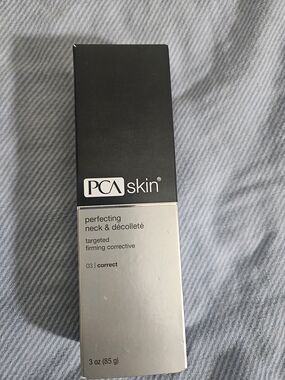 PCA skin®
perfecting
neck & décolleté
targeted
firming corrective
03 | correct
3 oz (85 g)